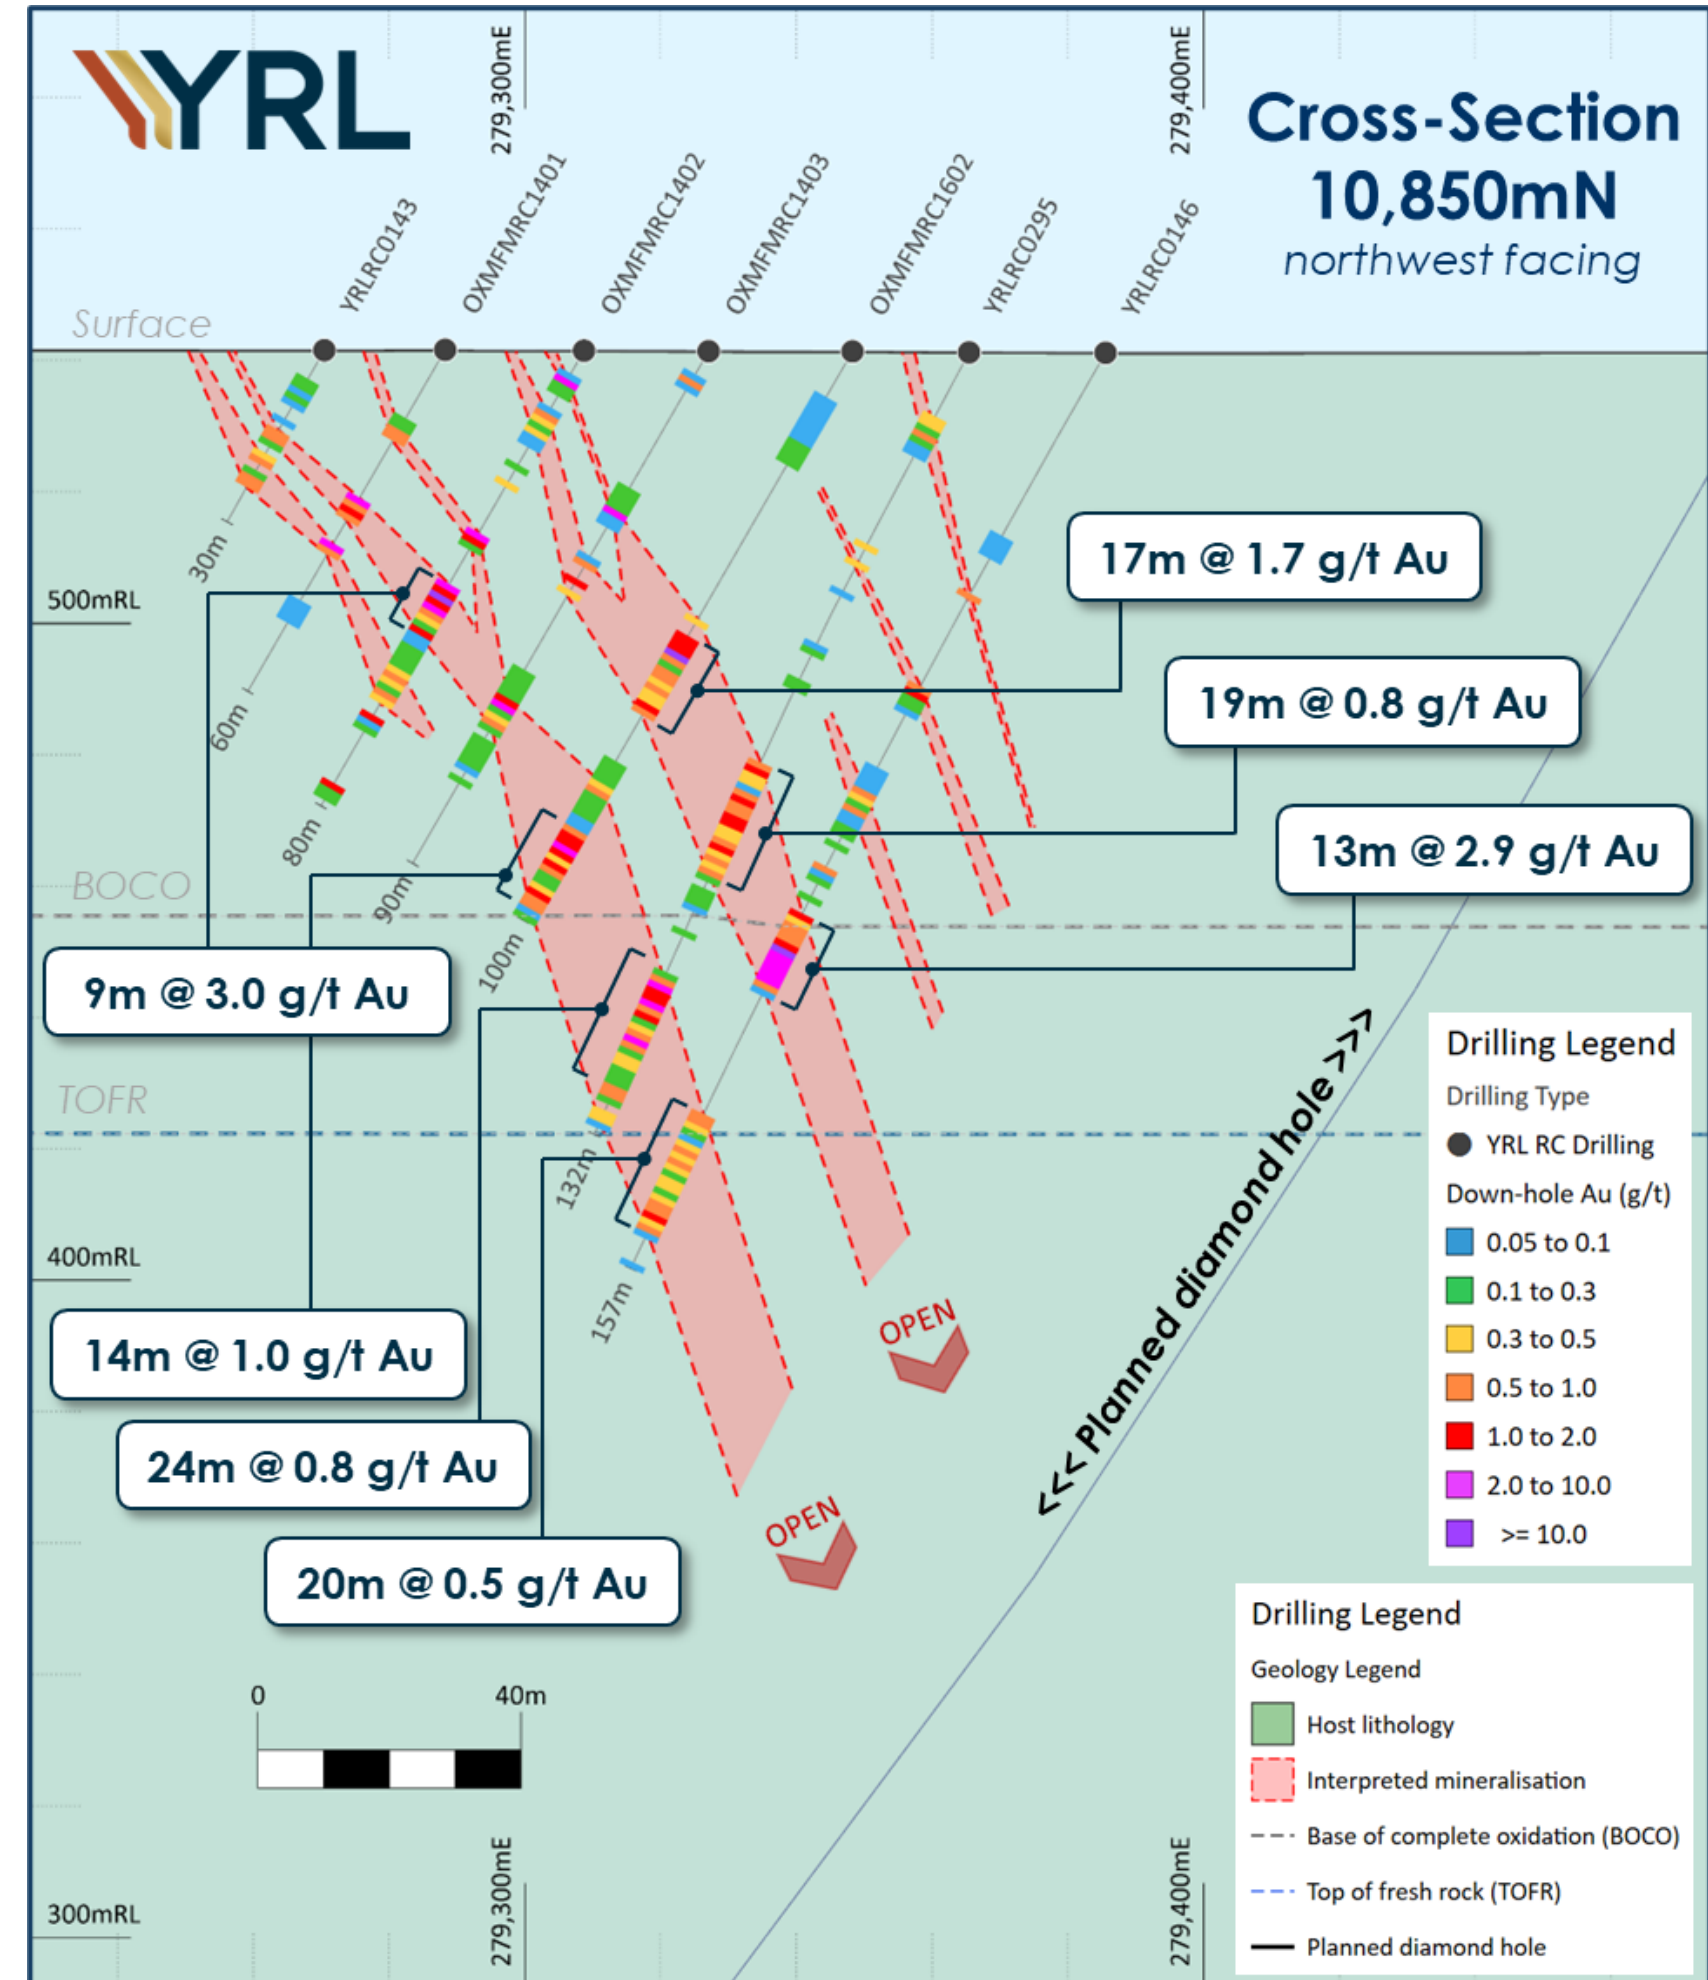 YRL
279,300mE
279,400mE
Cross-Section
10,850mN
northwest facing
YRLRC0143
OXMFMRC1401
OXMFMRC1402
OXMFMRC1403
OXMFMRC1602
YRLRC0295
YRLRC0146
Surface
30m
17m @ 1.7 g/t Au
500mRL
60m
19m @ 0.8 g/t Au
80m
13m @ 2.9 g/t Au
BOCO
90m
100m
9m @ 3.0 g/t Au
TOFR
132m
400mRL
157m
OPEN
14m @ 1.0 g/t Au
24m @ 0.8 g/t Au
OPEN
20m @ 0.5 g/t Au
<<< Planned diamond hole >>>
Drilling Legend
Drilling Type
YRL RC Drilling
Down-hole Au (g/t)
0.05 to 0.1
0.1 to 0.3
0.3 to 0.5
0.5 to 1.0
1.0 to 2.0
2.0 to 10.0
>= 10.0
Drilling Legend
Geology Legend
Host lithology
Interpreted mineralisation
Base of complete oxidation (BOCO)
Top of fresh rock (TOFR)
Planned diamond hole
0 40m
279,300mE
279,400mE
300mRL